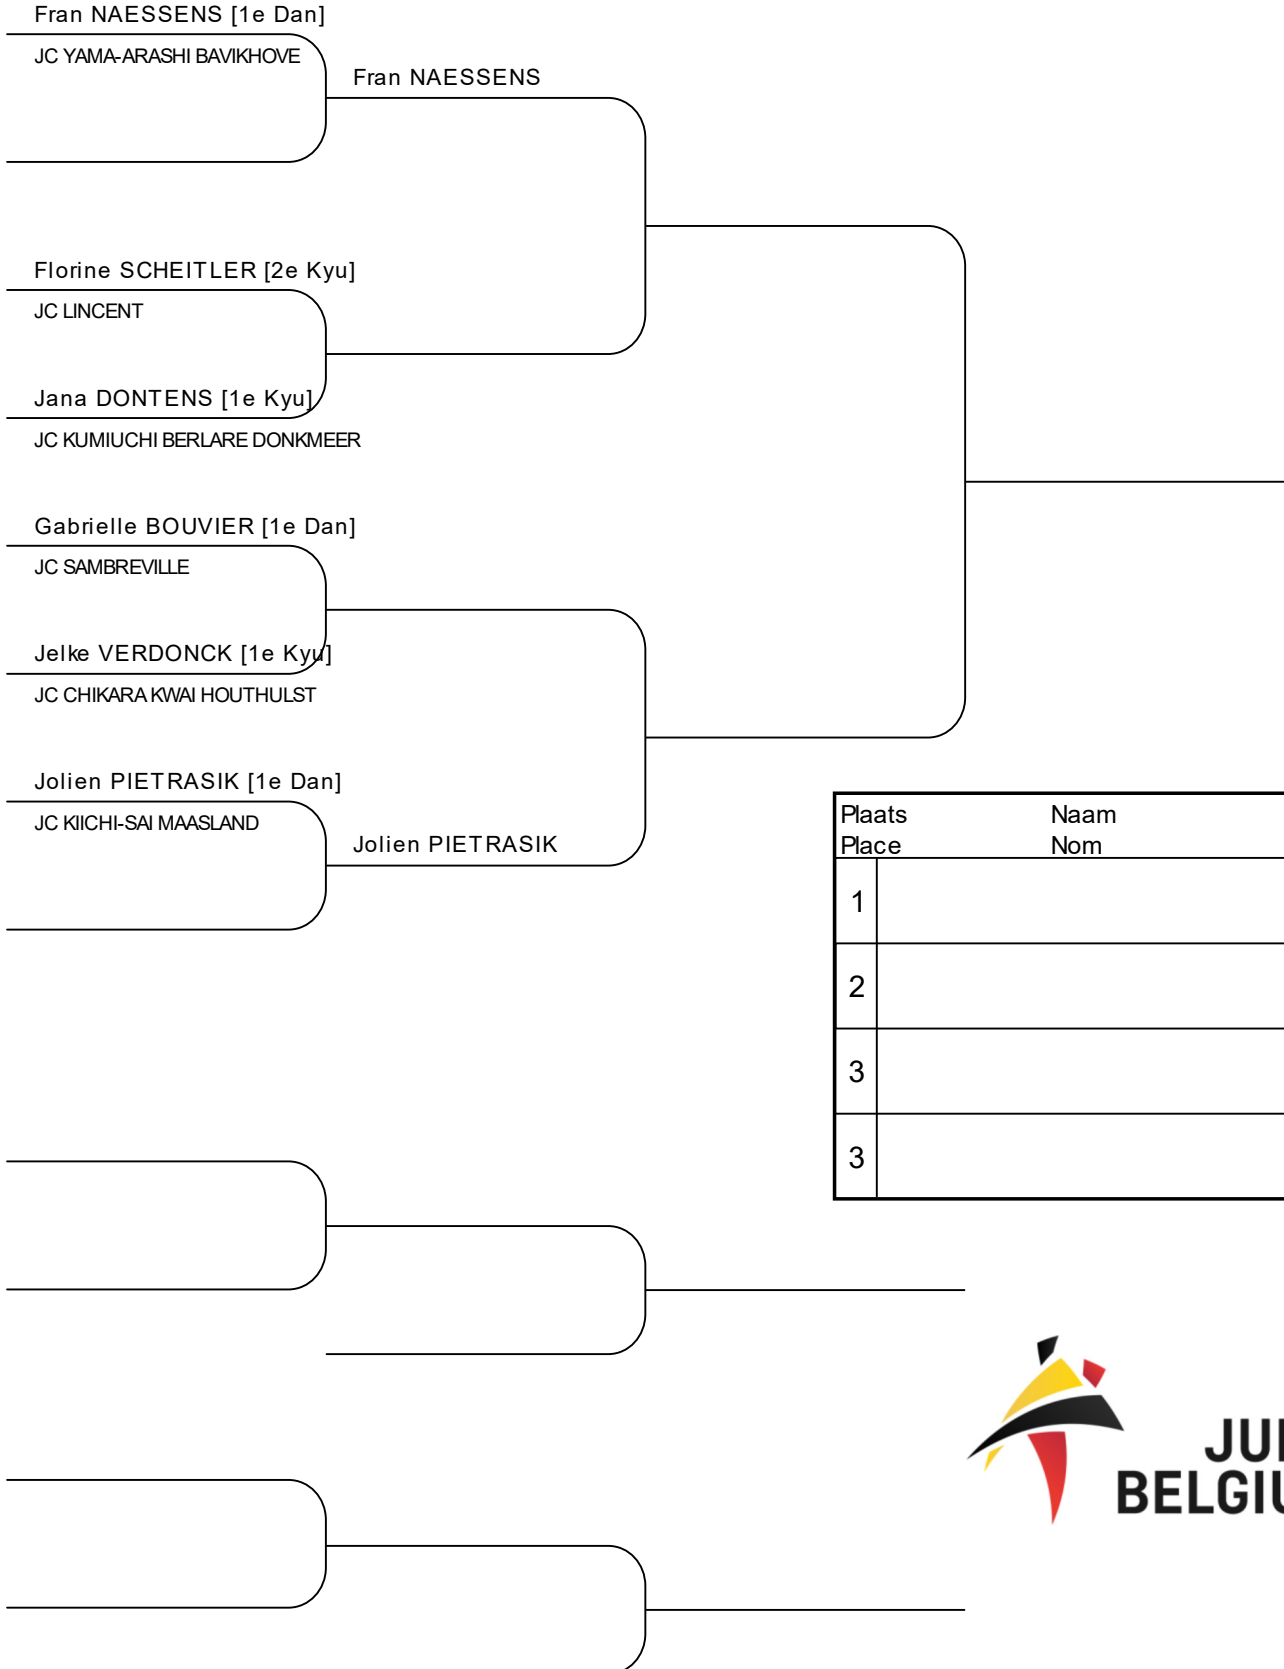 Fran NAESSENS [1e Dan]
JC YAMA-ARASHI BAVIKHOVE
Fran NAESSENS
Florine SCHEITLER [2e Kyu]
JC LINCENT
Jana DONTENS [1e Kyu]
JC KUMIUCHI BERLARE DONKMEER
Gabrielle BOUVIER [1e Dan]
JC SAMBREVILLE
Jelke VERDONCK [1e Kyu]
JC CHIKARA KWAI HOUTHULST
Jolien PIETRASIK [1e Dan]
JC KIICHI-SAI MAASLAND
Jolien PIETRASIK
Plaats Naam
Place Nom
1
2
3
3
JU
BELGIU